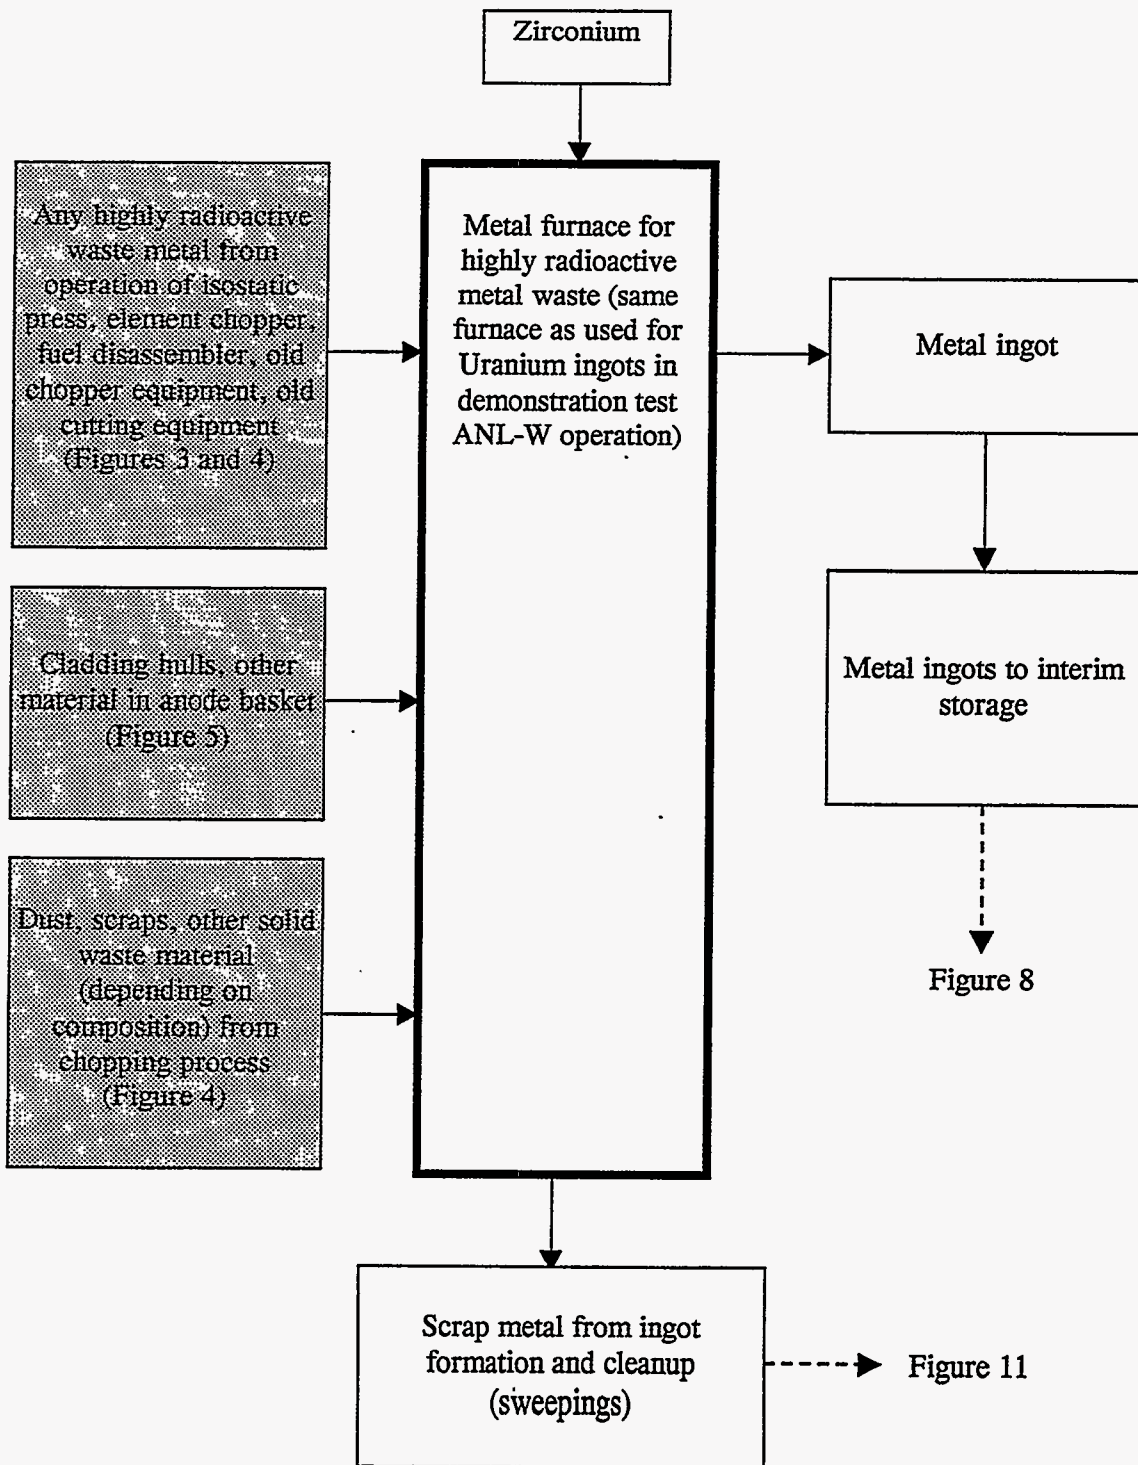 Zirconium
Any highly radioactive
waste metal from
operation of isostatic
press, element chopper,
fuel disassembler, old
chopper equipment, old
cutting equipment
(Figures 3 and 4)
Metal furnace for
highly radioactive
metal waste (same
furnace as used for
Uranium ingots in
demonstration test
ANL-W operation)
Metal ingot
Cladding hulls, other
material in anode basket
(Figure 5)
Metal ingots to interim
storage
Dust, scraps, other solid
waste material
(depending on
composition) from
chopping process
(Figure 4)
Figure 8
Scrap metal from ingot
formation and cleanup
(sweepings)
Figure 11